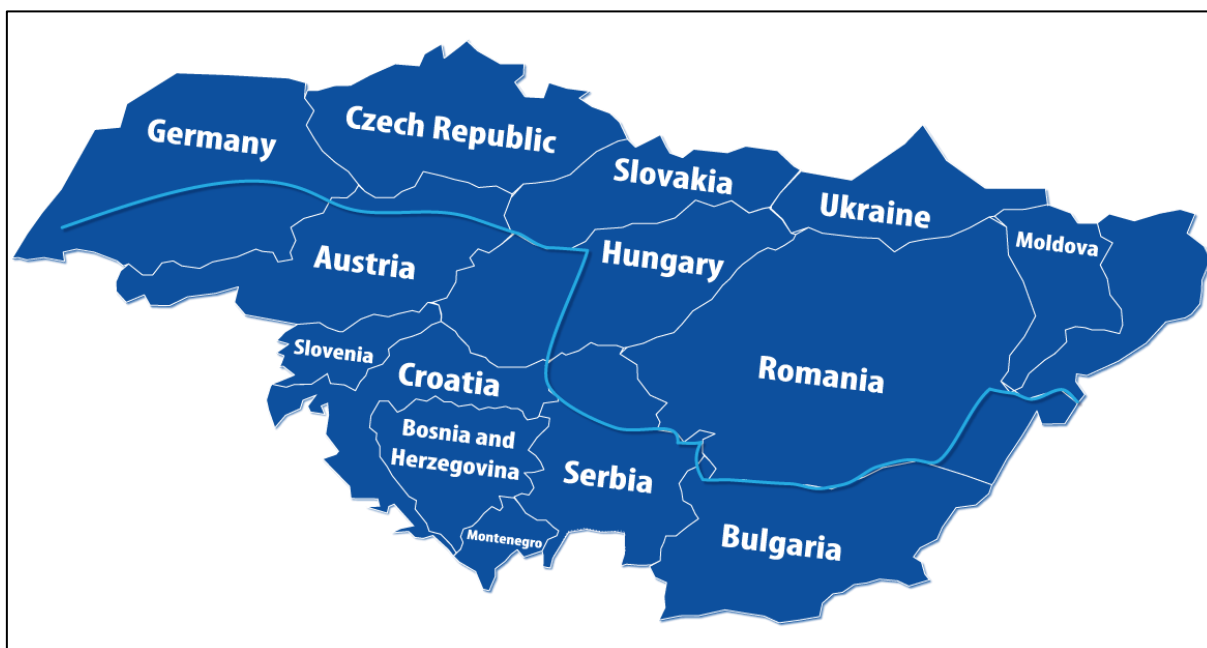 Germany
Czech Republic
Slovakia
Ukraine
Moldova
Austria
Hungary
Slovenia
Croatia
Romania
Bosnia and
Herzegovina
Serbia
Montenegro
Bulgaria